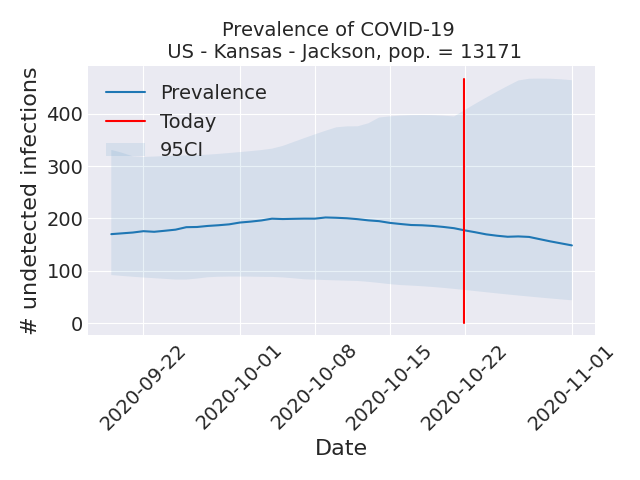 Prevalence of COVID-19
US - Kansas - Jackson, pop. = 13171
# undetected infections
400
300
200
100
0
Prevalence
Today
95CI
2020-09-22
2020-10-01
2020-10-08
2020-10-15
2020-10-22
2020-11-01
Date